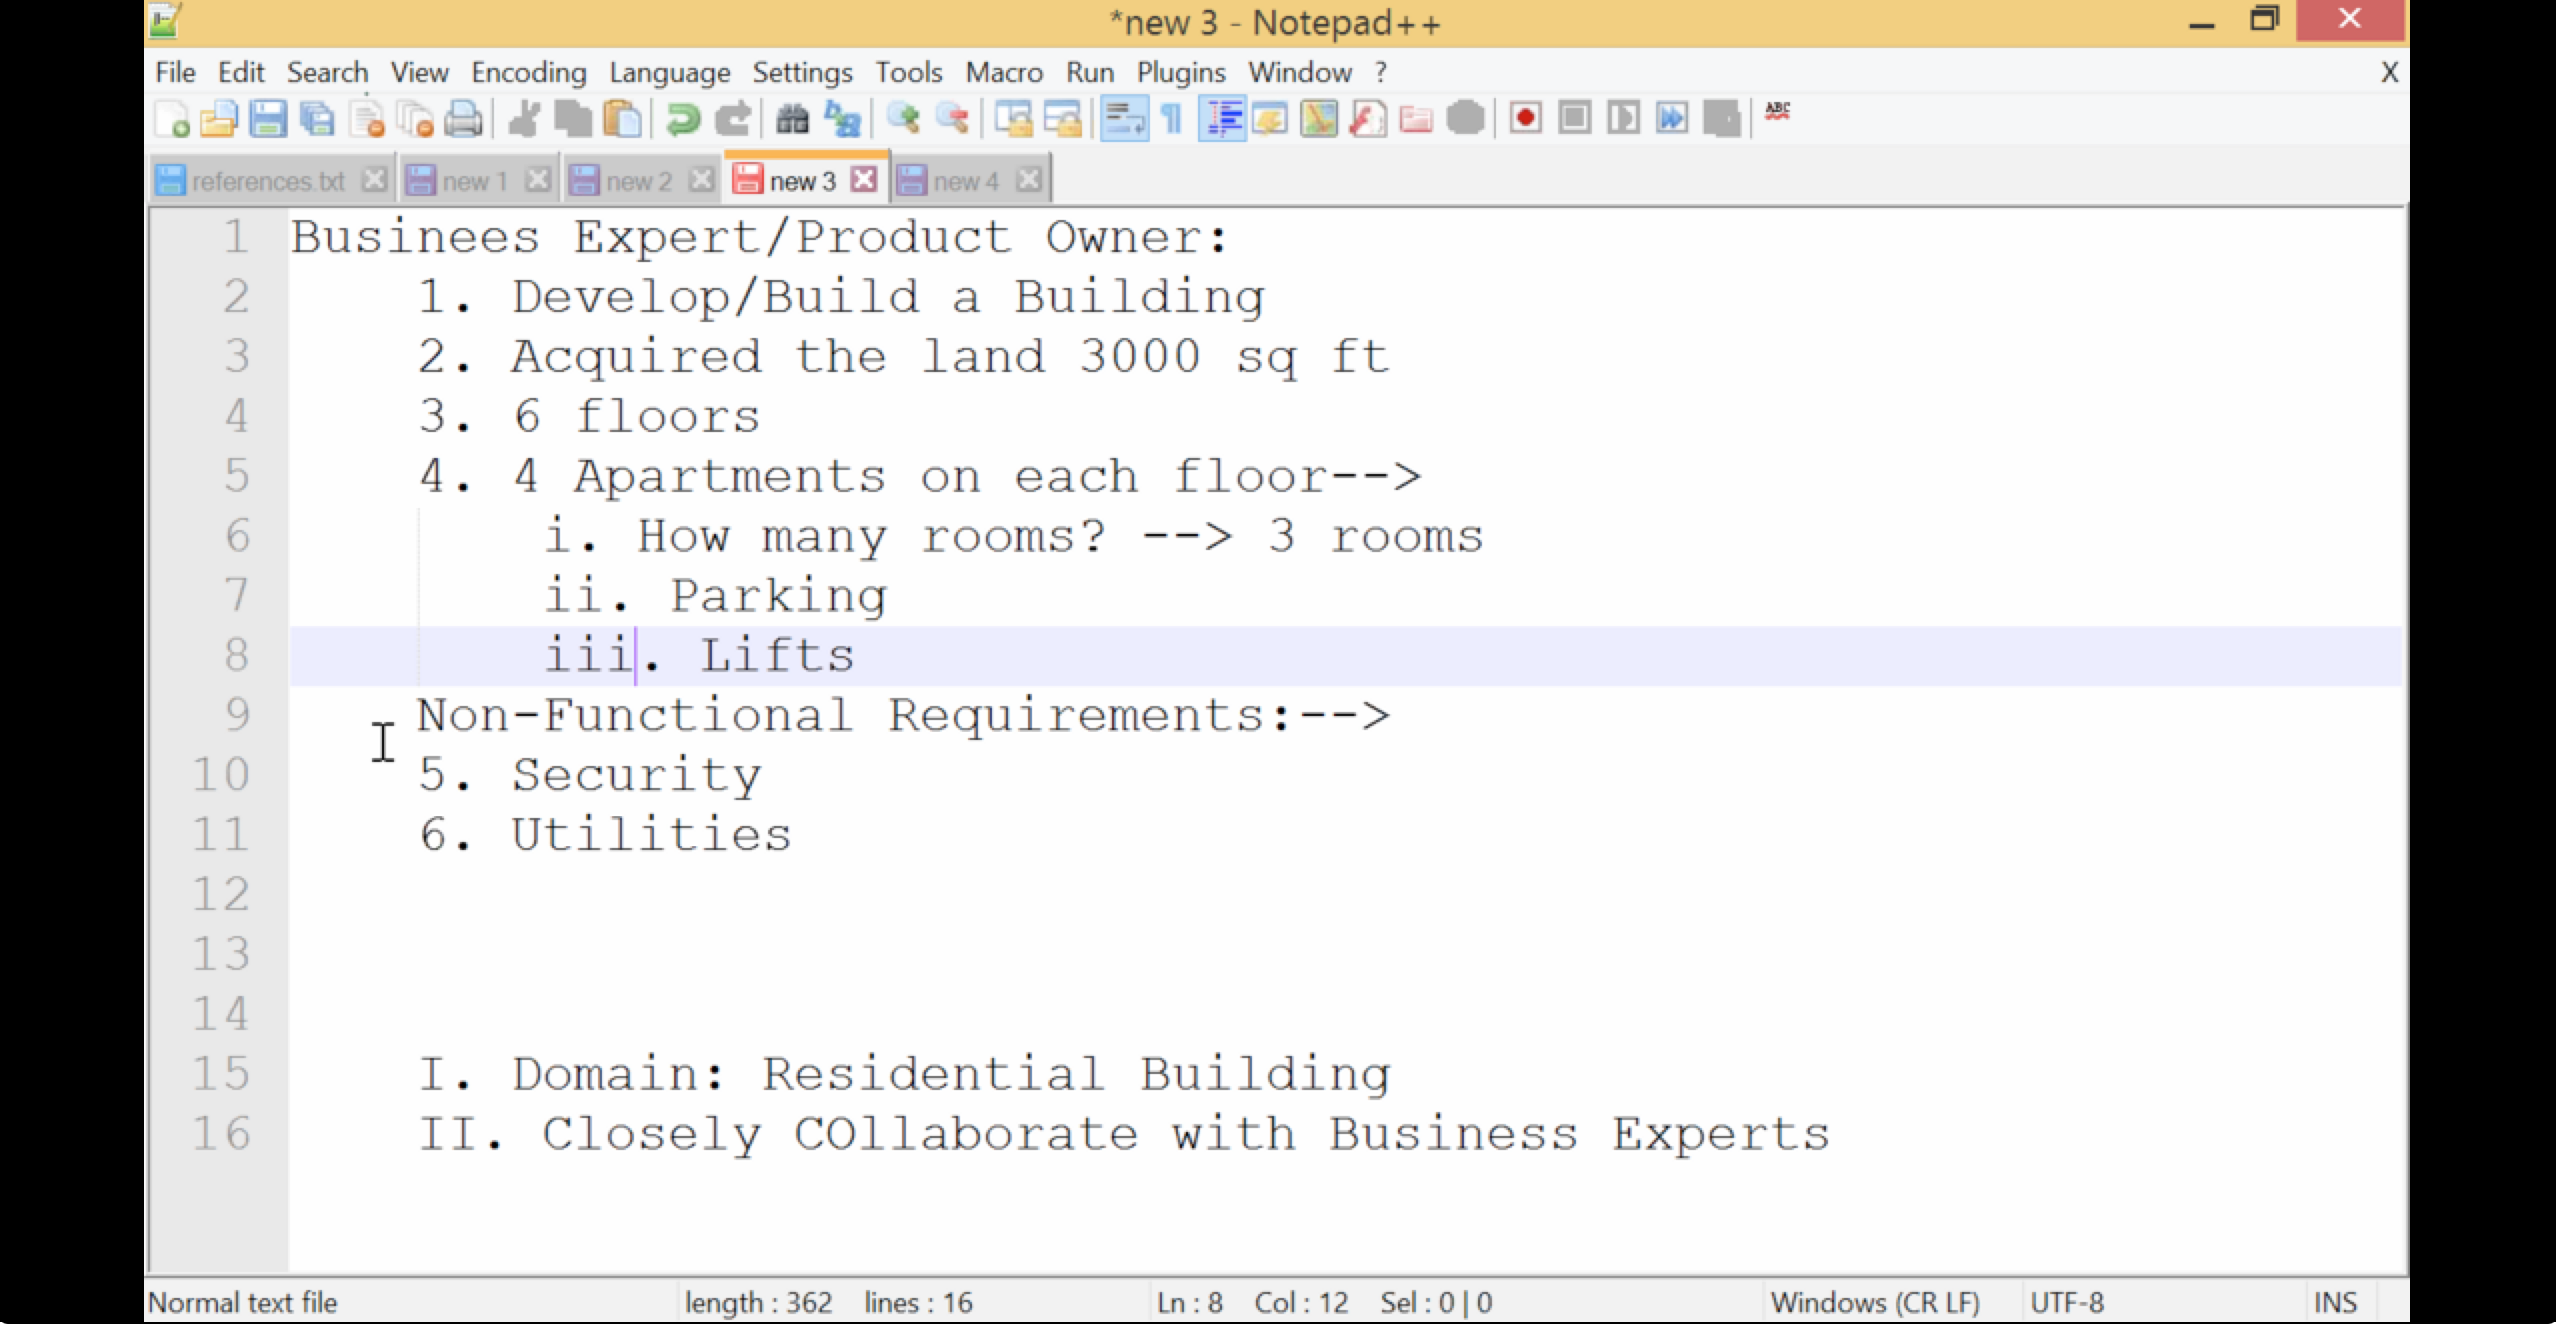 *new 3 - Notepad++
File Edit Search View Encoding Language Settings Tools Macro Run Plugins Window ? X
ABC
references.txt new 1 new 2 new 3 new 4
1 Businees Expert/Product Owner:
2 1. Develop/Build a Building
3 2. Acquired the land 3000 sq ft
4 3. 6 floors
5 4. 4 Apartments on each floor-->
6 i. How many rooms? --> 3 rooms
7 ii. Parking
8 iii. Lifts
9 Non-Functional Requirements:-->
10 5. Security
11 6. Utilities
12
13
14
15 I. Domain: Residential Building
16 II. Closely COllaborate with Business Experts
Normal text file length : 362 lines : 16 Ln : 8 Col : 12 Sel : 0 | 0 Windows (CR LF) UTF-8 INS